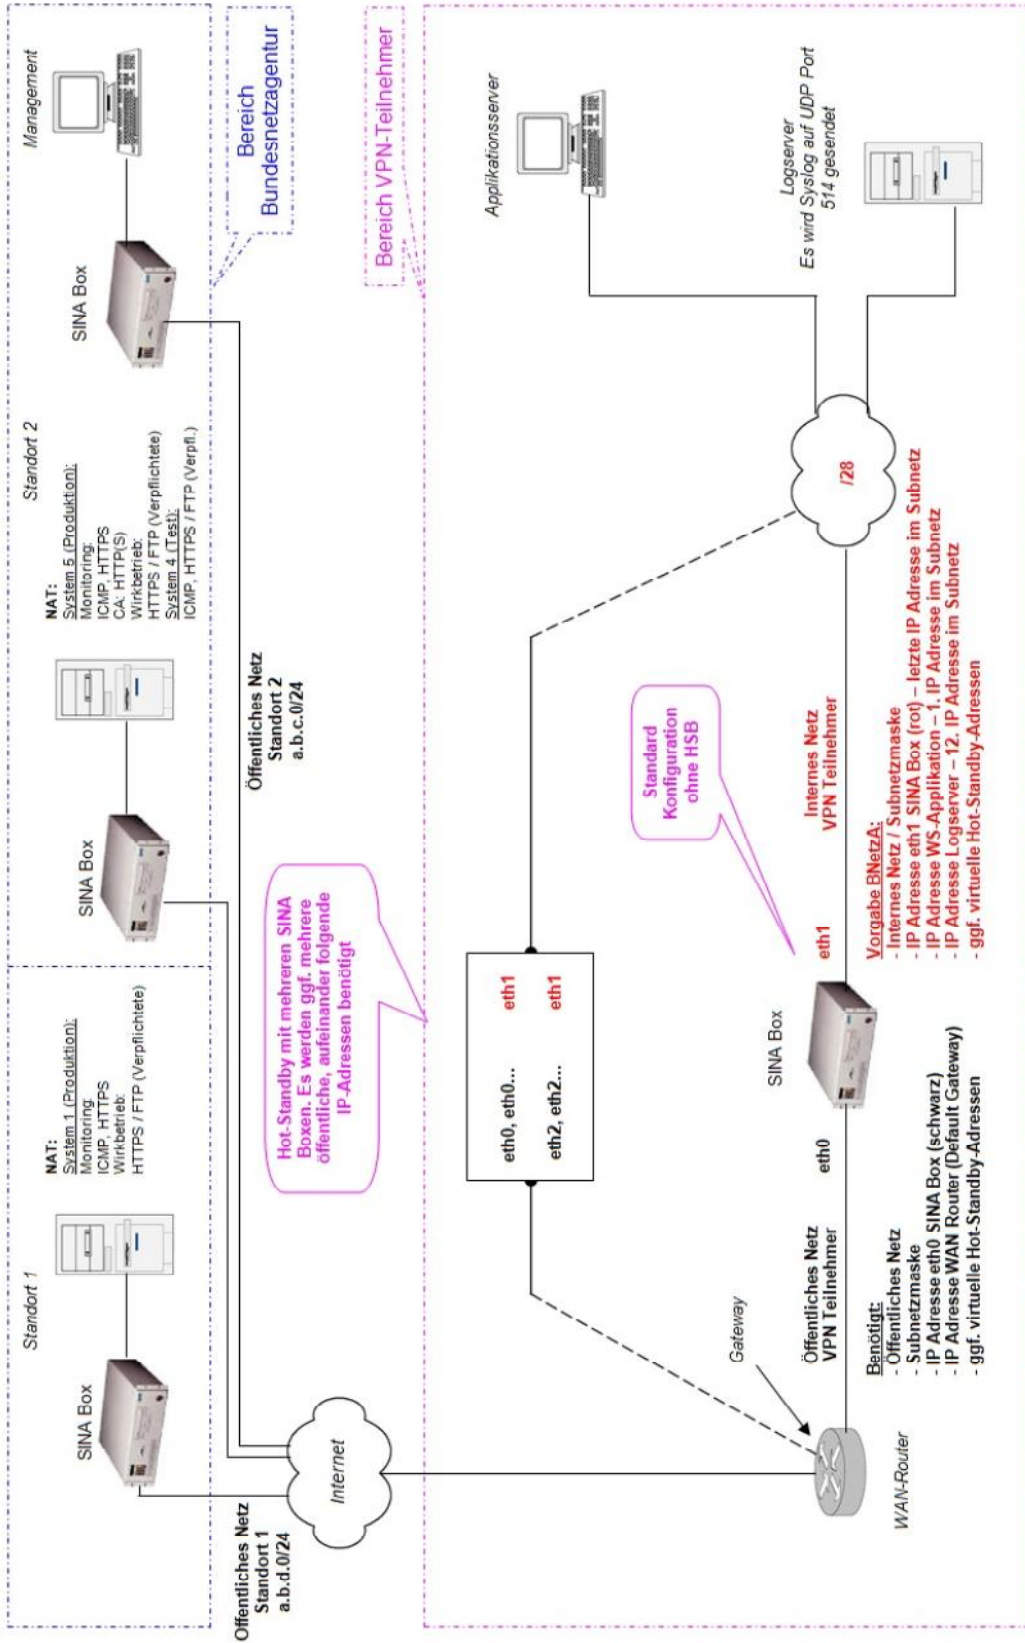 Standort 1
Standort 2
Management
SINA Box
NAT:
System 1 (Produktion):
Monitoring:
ICMP, HTTPS
Wirkbetrieb:
HTTPS / FTP (Verpflichtete)
SINA Box
NAT:
System 5 (Produktion):
Monitoring:
ICMP, HTTPS
CA: HTTP(S)
Wirkbetrieb:
HTTPS / FTP (Verpflichtete)
System 4 (Test):
ICMP, HTTPS / FTP (Verpfl.)
SINA Box
Bereich
Bundesnetzagentur
Öffentliches Netz
Standort 1
a.b.d.0/24
Internet
Öffentliches Netz
Standort 2
a.b.c.0/24
Hot-Standby mit mehreren SINA
Boxen. Es werden ggf. mehrere
öffentliche, aufeinander folgende
IP-Adressen benötigt
Bereich VPN-Teilnehmer
eth0, eth0... eth1
eth2, eth2... eth1
Applikationsserver
Standard
Konfiguration
ohne HSB
Gateway
WAN-Router
Öffentliches Netz
VPN Teilnehmer
eth0
SINA Box
eth1
Internes Netz
VPN Teilnehmer
/28
Logserver
Es wird Syslog auf UDP Port
514 gesendet
Benötigt:
- Öffentliches Netz
- Subnetzmaske
- IP Adresse eth0 SINA Box (schwarz)
- IP Adresse WAN Router (Default Gateway)
- ggf. virtuelle Hot-Standby-Adressen
Vorgabe BNetzA:
- Internes Netz / Subnetzmaske
- IP Adresse eth1 SINA Box (rot) – letzte IP Adresse im Subnetz
- IP Adresse WS-Applikation – 1. IP Adresse im Subnetz
- IP Adresse Logserver – 12. IP Adresse im Subnetz
- ggf. virtuelle Hot-Standby-Adressen